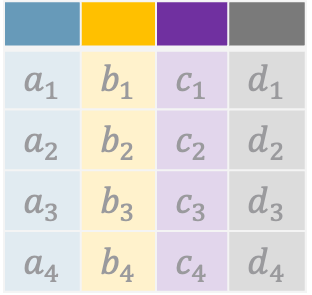 a₁ b₁ c₁ d₁
a₂ b₂ c₂ d₂
a₃ b₃ c₃ d₃
a₄ b₄ c₄ d₄